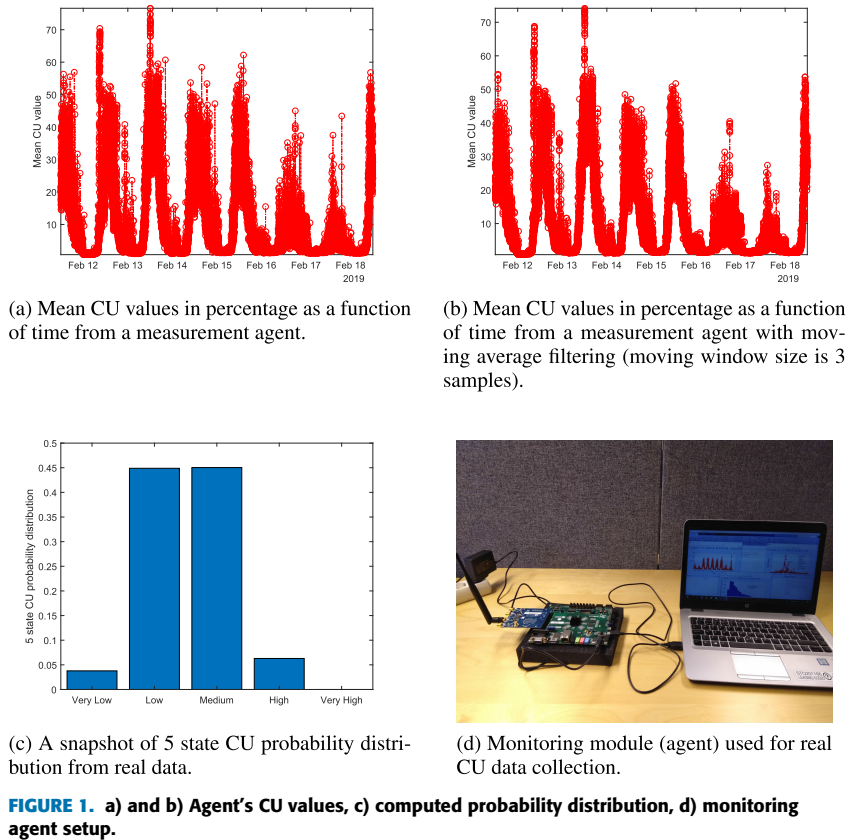 Mean CU value
70
60
50
40
30
20
10
Feb 12 Feb 13 Feb 14 Feb 15 Feb 16 Feb 17 Feb 18
2019
(a) Mean CU values in percentage as a function
of time from a measurement agent.
Mean CU value
70
60
50
40
30
20
10
Feb 12 Feb 13 Feb 14 Feb 15 Feb 16 Feb 17 Feb 18
2019
(b) Mean CU values in percentage as a function
of time from a measurement agent with mov-
ing average filtering (moving window size is 3
samples).
5 state CU probability distribution
0.5
0.45
0.4
0.35
0.3
0.25
0.2
0.15
0.1
0.05
0
Very Low Low Medium High Very High
(c) A snapshot of 5 state CU probability distri-
bution from real data.
(d) Monitoring module (agent) used for real
CU data collection.
FIGURE 1. a) and b) Agent's CU values, c) computed probability distribution, d) monitoring
agent setup.